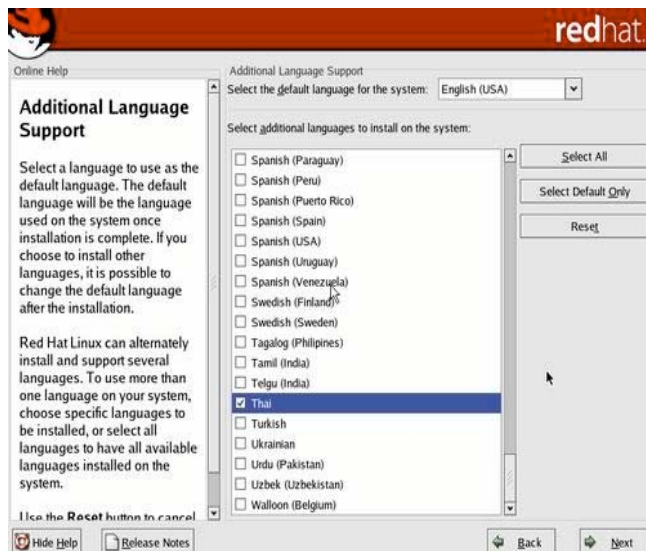 redhat.
Online Help
Additional Language
Support
Select a language to use as the
default language. The default
language will be the language
used on the system once
installation is complete. If you
choose to install other
languages, it is possible to
change the default language
after the installation.
Red Hat Linux can alternately
install and support several
languages. To use more than
one language on your system,
choose specific languages to
be installed, or select all
languages to have all available
languages installed on the
system.
Use the Reset button to cancel
Additional Language Support
Select the default language for the system: English (USA)
Select additional languages to install on the system:
Spanish (Paraguay)
Spanish (Peru)
Spanish (Puerto Rico)
Spanish (Spain)
Spanish (USA)
Spanish (Uruguay)
Spanish (Venezuela)
Swedish (Finland)
Swedish (Sweden)
Tagalog (Philipines)
Tamil (India)
Telgu (India)
Thai
Turkish
Ukrainian
Urdu (Pakistan)
Uzbek (Uzbekistan)
Walloon (Belgium)
Select All
Select Default Only
Reset
Hide Help
Release Notes
Back
Next